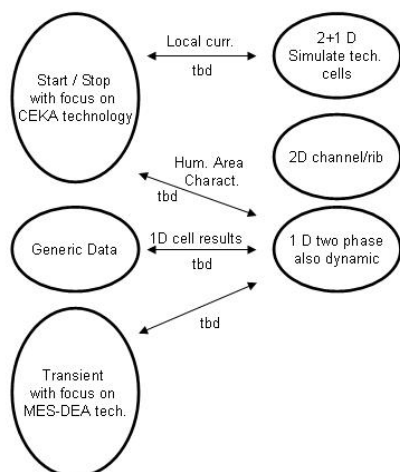 Local curr.
tbd
2+1 D
Simulate tech.
cells
Start / Stop
with focus on
CEKA technology
2D channel/rib
Hum. Area
Charact.
tbd
Generic Data
1D cell results
tbd
1 D two phase
also dynamic
tbd
Transient
with focus on
MES-DEA tech.